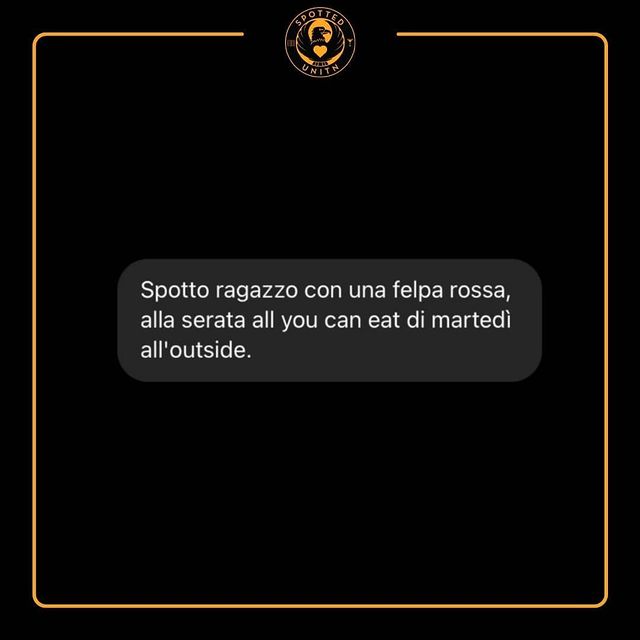 SPOTTED
UNITN
Spotto ragazzo con una felpa rossa,
alla serata all you can eat di martedì
all'outside.